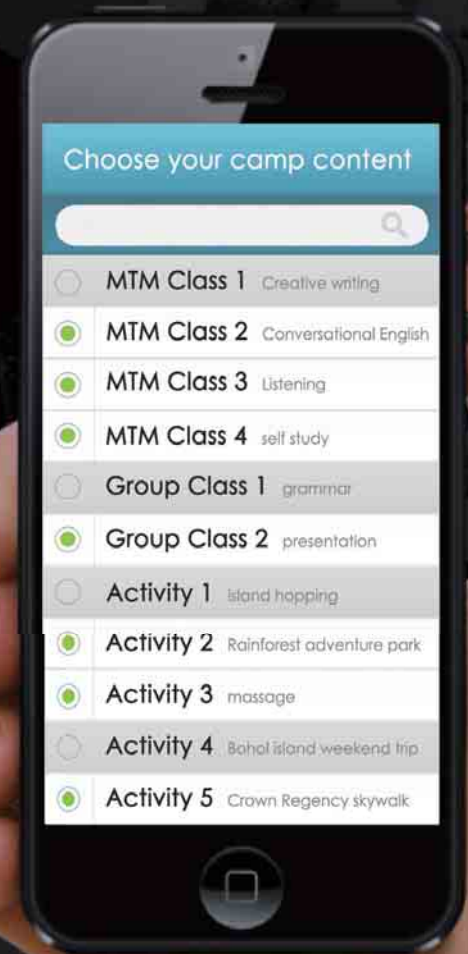 Choose your camp content
MTM Class 1 Creative writing
MTM Class 2 Conversational English
MTM Class 3 Listening
MTM Class 4 self study
Group Class 1 grammar
Group Class 2 presentation
Activity 1 island hopping
Activity 2 Rainforest adventure park
Activity 3 massage
Activity 4 Bohol island weekend trip
Activity 5 Crown Regency skywalk